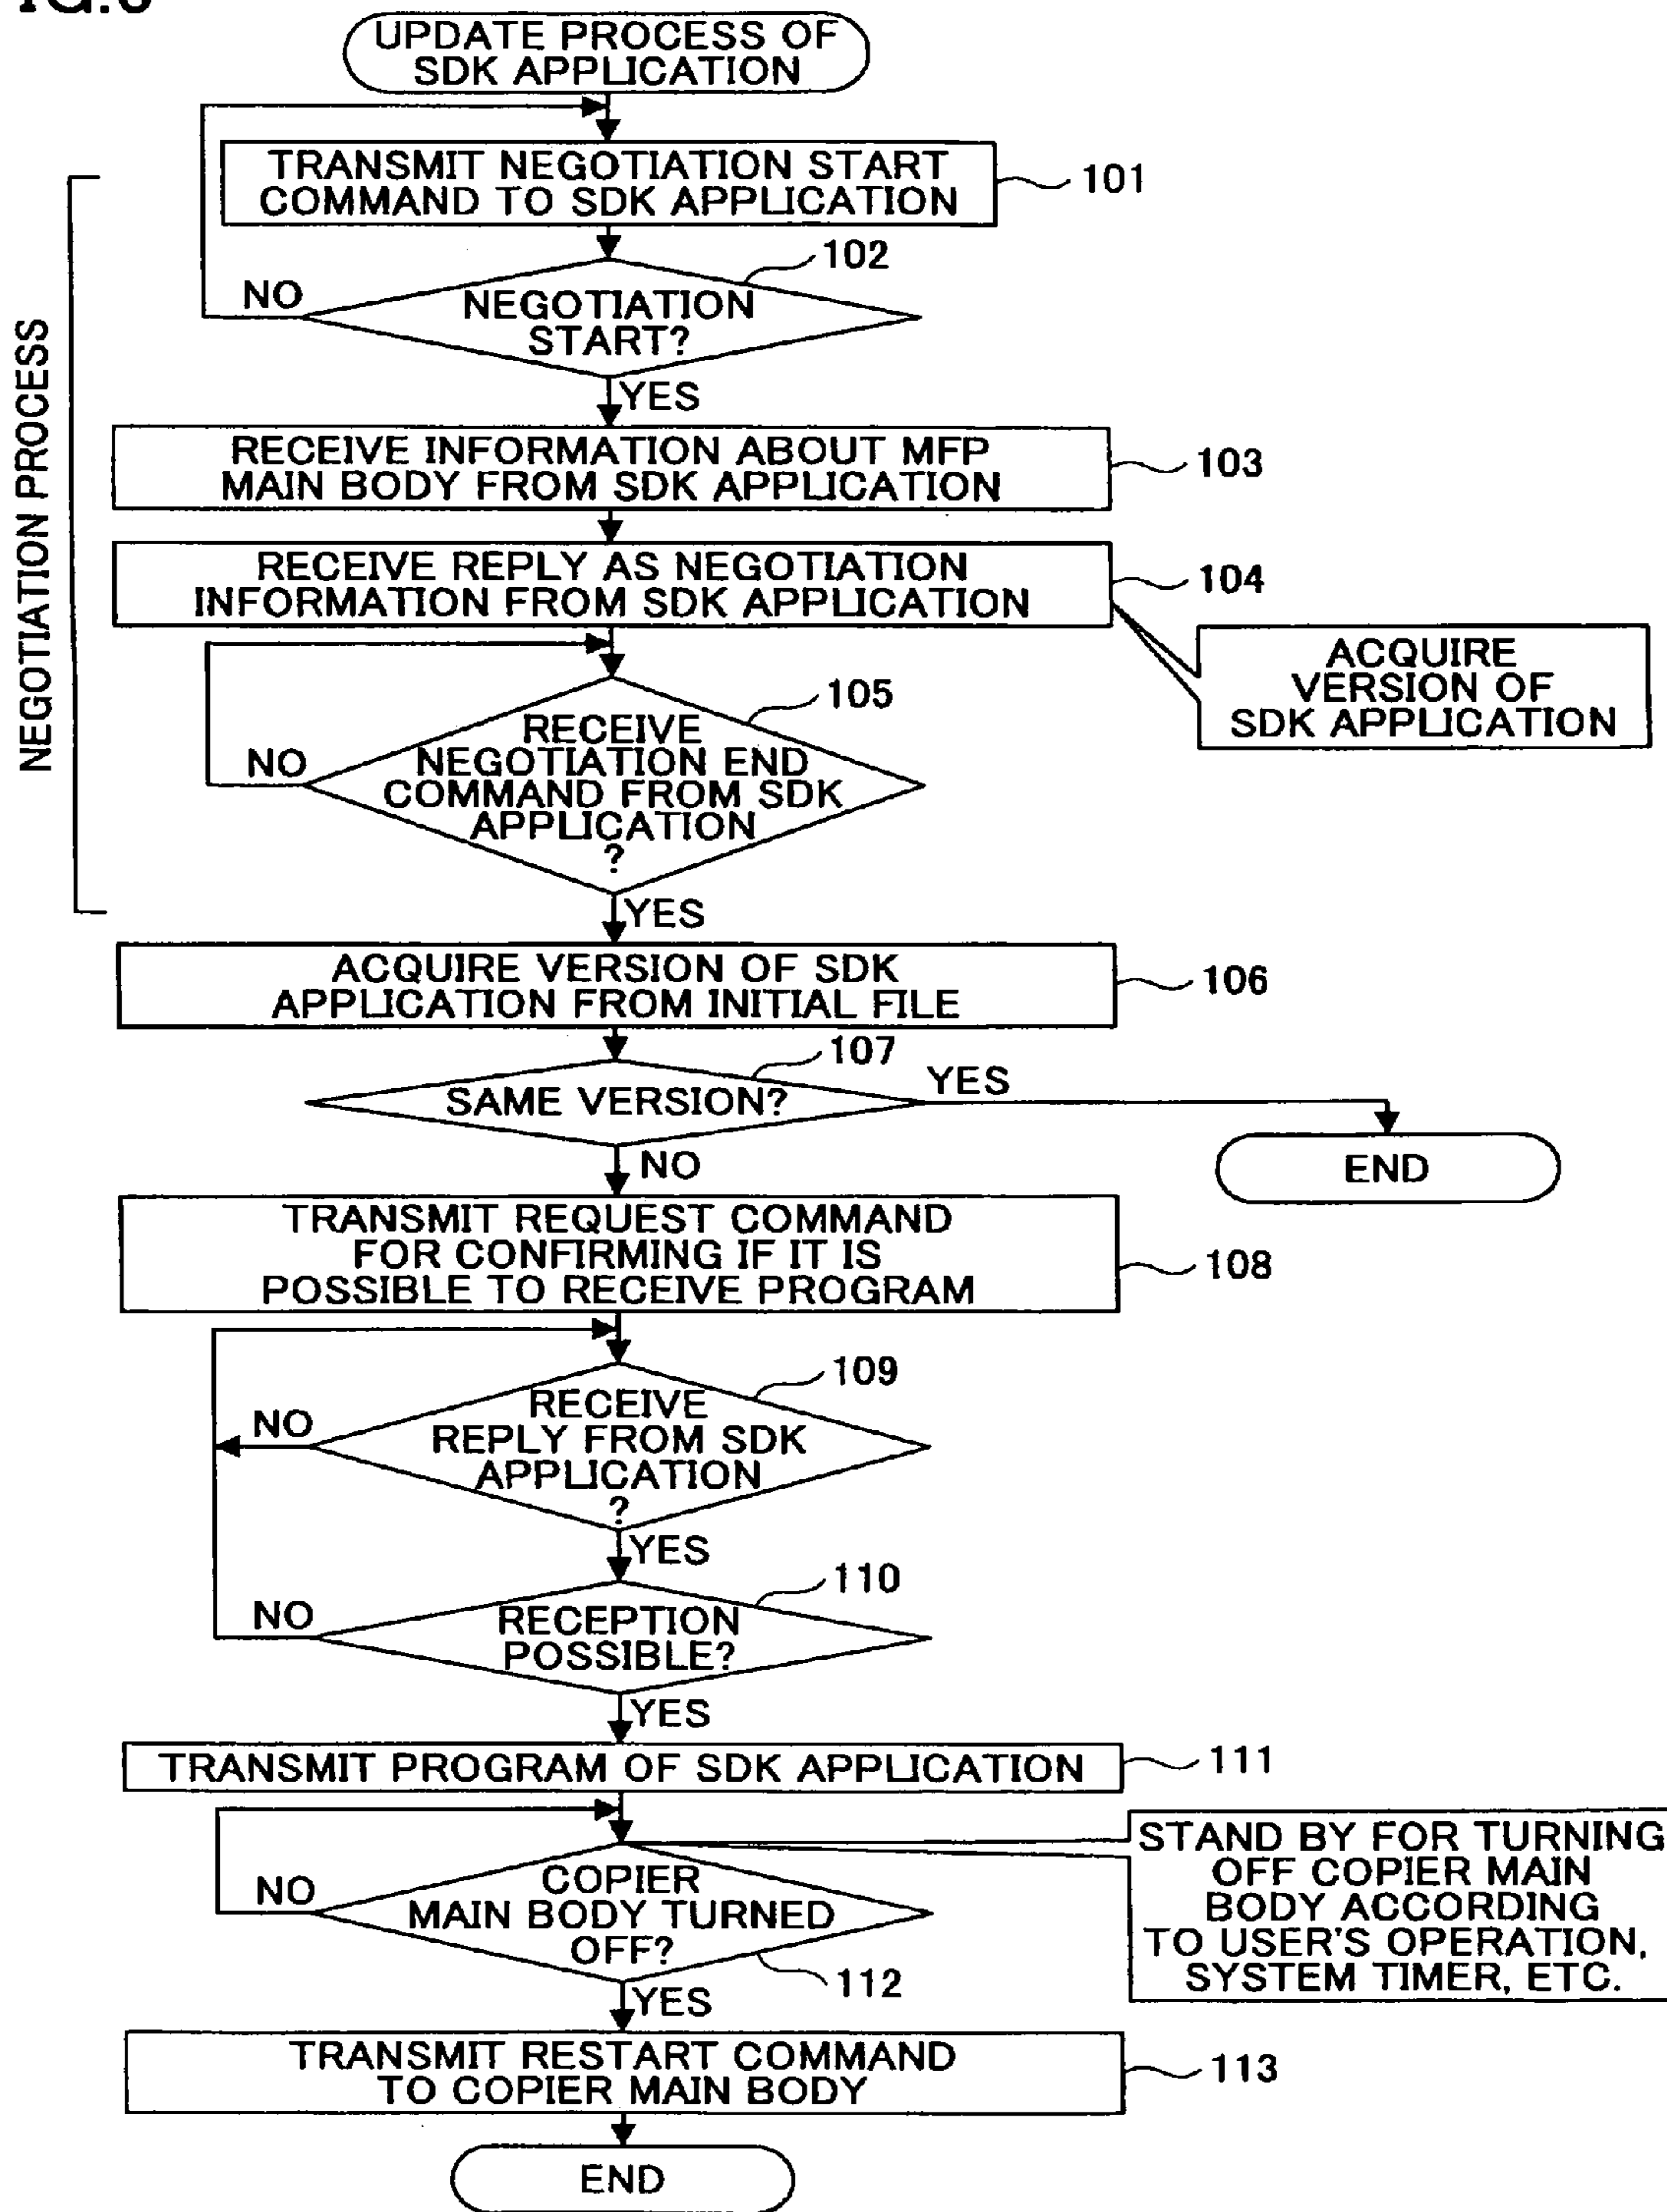 UPDATE PROCESS OF
SDK APPLICATION
TRANSMIT NEGOTIATION START
COMMAND TO SDK APPLICATION
101
102
NO
NEGOTIATION
START?
YES
NEGOTIATION PROCESS
RECEIVE INFORMATION ABOUT MFP
MAIN BODY FROM SDK APPLICATION
103
RECEIVE REPLY AS NEGOTIATION
INFORMATION FROM SDK APPLICATION
104
ACQUIRE
VERSION OF
SDK APPLICATION
105
NO
RECEIVE
NEGOTIATION END
COMMAND FROM SDK
APPLICATION
?
YES
ACQUIRE VERSION OF SDK
APPLICATION FROM INITIAL FILE
106
107
SAME VERSION?
YES
END
NO
TRANSMIT REQUEST COMMAND
FOR CONFIRMING IF IT IS
POSSIBLE TO RECEIVE PROGRAM
108
109
NO
RECEIVE
REPLY FROM SDK
APPLICATION
?
YES
110
NO
RECEPTION
POSSIBLE?
YES
TRANSMIT PROGRAM OF SDK APPLICATION
111
NO
COPIER
MAIN BODY TURNED
OFF?
112
STAND BY FOR TURNING
OFF COPIER MAIN
BODY ACCORDING
TO USER'S OPERATION,
SYSTEM TIMER, ETC.
YES
TRANSMIT RESTART COMMAND
TO COPIER MAIN BODY
113
END